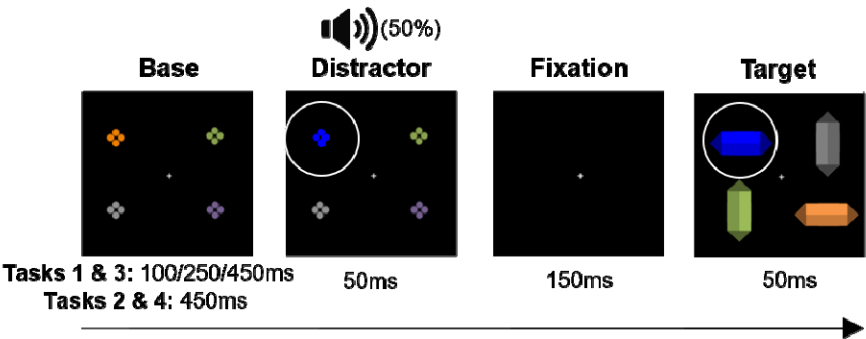 (50%)
Base
Distractor
Fixation
Target
Tasks 1 & 3: 100/250/450ms
Tasks 2 & 4: 450ms
50ms
150ms
50ms